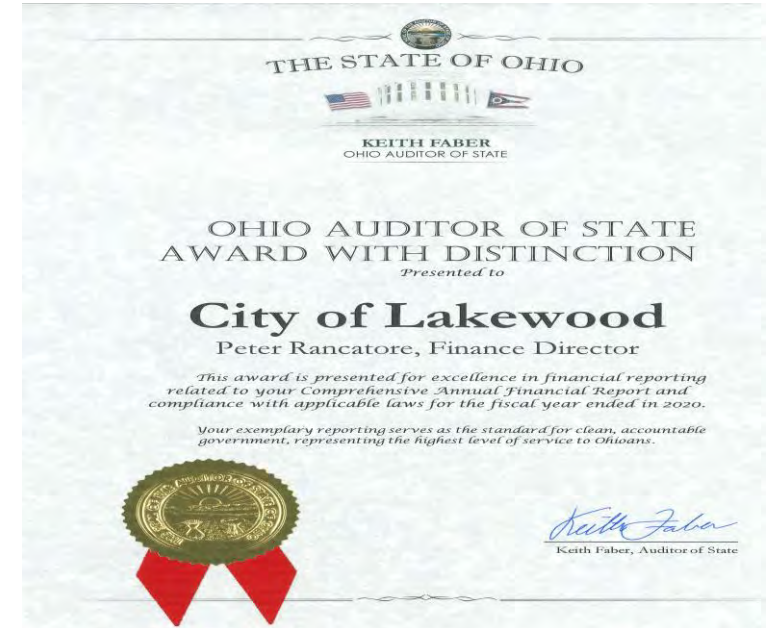 THE STATE OF OHIO
KEITH FABER
OHIO AUDITOR OF STATE
OHIO AUDITOR OF STATE
AWARD WITH DISTINCTION
Presented to
City of Lakewood
Peter Rancatore, Finance Director
This award is presented for excellence in financial reporting
related to your Comprehensive Annual Financial Report and
compliance with applicable laws for the fiscal year ended in 2020.
Your exemplary reporting serves as the standard for clean, accountable
government, representing the highest level of service to Ohioans.
Keith Faber
Keith Faber, Auditor of State